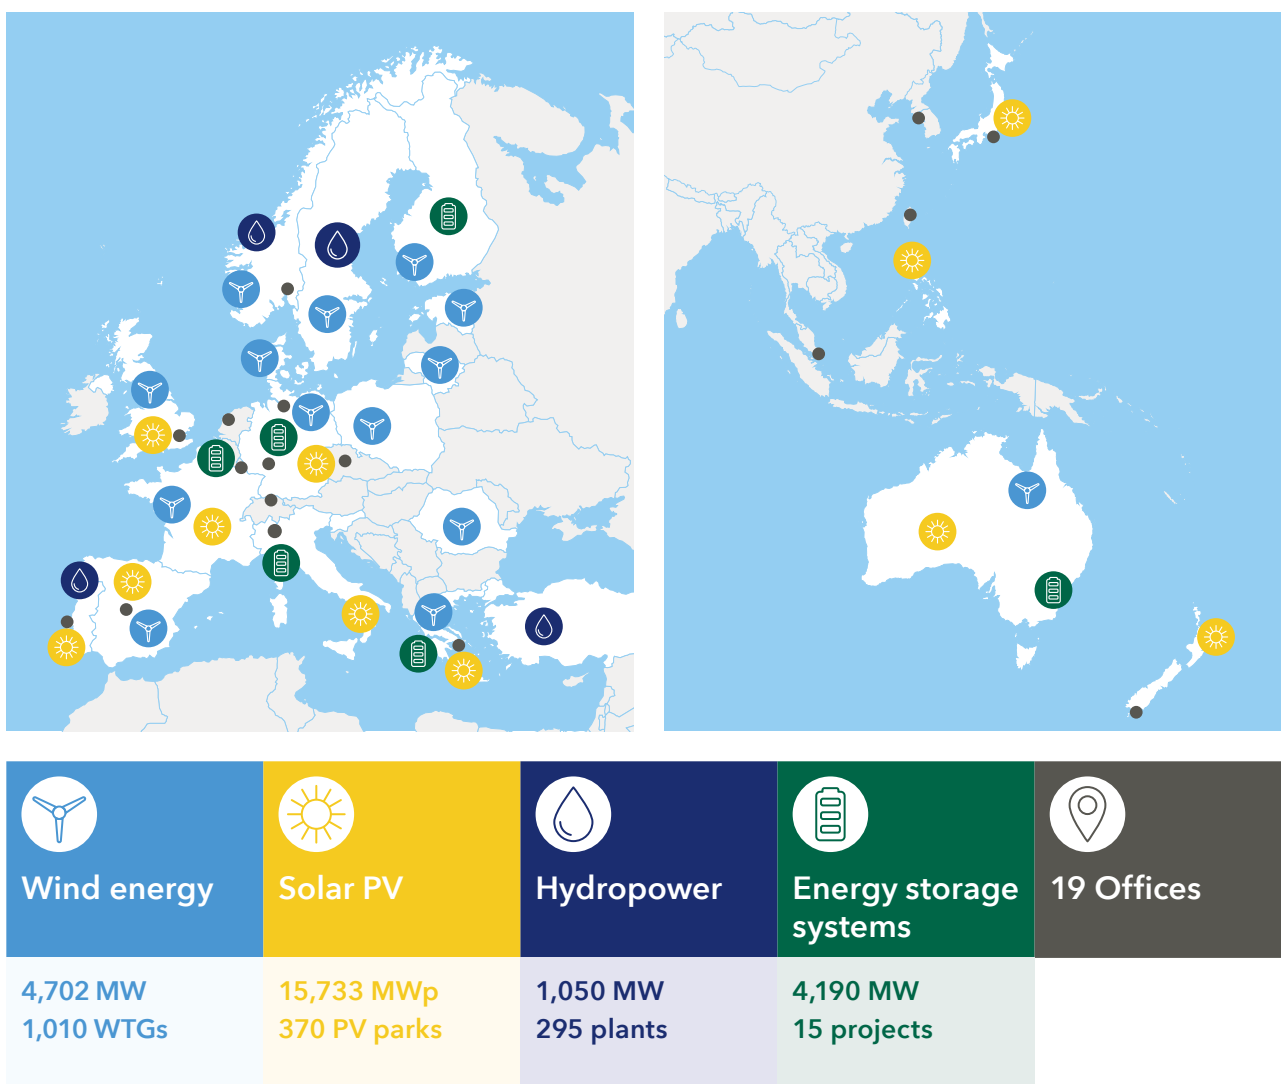 Wind energy
Solar PV
Hydropower
Energy storage
systems
19 Offices
4,702 MW
1,010 WTGs
15,733 MWp
370 PV parks
1,050 MW
295 plants
4,190 MW
15 projects